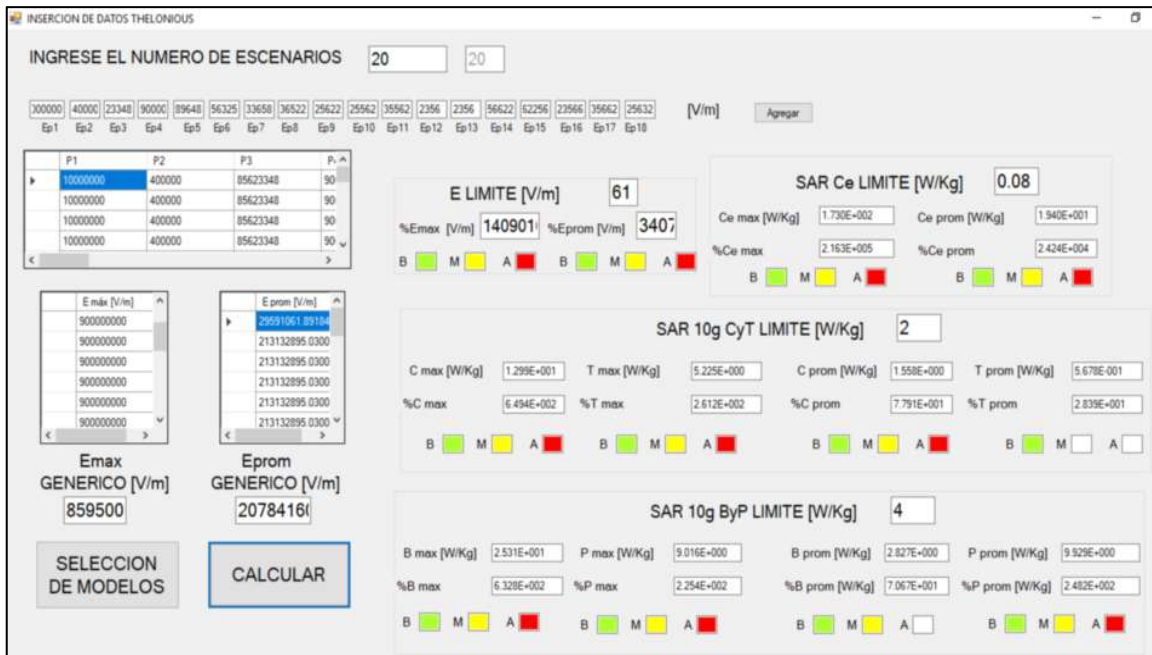 INSERCION DE DATOS THELONIOUS
INGRESE EL NUMERO DE ESCENARIOS 20 20
000000 40000 23348 90000 89648 56325 33658 36522 25622 25562 35562 2356 2356 56622 62256 23566 35662 25632 [V/m] Agregar
Ep1 Ep2 Ep3 Ep4 Ep5 Ep6 Ep7 Ep8 Ep9 Ep10 Ep11 Ep12 Ep13 Ep14 Ep15 Ep16 Ep17 Ep18
P1 P2 P3
10000000 400000 85623348 90
10000000 400000 85623348 90
10000000 400000 85623348 90
10000000 400000 85623348 90
E LIMITE [V/m] 61
%Emax [V/m] 140901 %Eprom [V/m] 3407
B M A B M A
SAR Ce LIMITE [W/Kg] 0.08
Ce max [W/Kg] 1.730E+002 Ce prom [W/Kg] 1.940E+001
%Ce max 2.163E+005 %Ce prom 2.424E+004
B M A B M A
E máx [V/m]
900000000
900000000
900000000
900000000
900000000
900000000
E prom [V/m]
29591061.89184
213132895.0300
213132895.0300
213132895.0300
213132895.0300
213132895.0300
Emax
GENERICO [V/m]
859500
Eprom
GENERICO [V/m]
2078416
SELECCION
DE MODELOS
CALCULAR
SAR 10g CyT LIMITE [W/Kg] 2
C max [W/Kg] 1.299E+001 T max [W/Kg] 5.225E+000 C prom [W/Kg] 1.558E+000 T prom [W/Kg] 5.678E-001
%C max 6.494E+002 %T max 2.612E+002 %C prom 7.791E+001 %T prom 2.839E+001
B M A B M A B M A B M A
SAR 10g ByP LIMITE [W/Kg] 4
B max [W/Kg] 2.531E+001 P max [W/Kg] 9.016E+000 B prom [W/Kg] 2.827E+000 P prom [W/Kg] 9.929E+000
%B max 6.328E+002 %P max 2.254E+002 %B prom [W/Kg] 7.067E+001 %P prom [W/Kg] 2.482E+002
B M A B M A B M A B M A